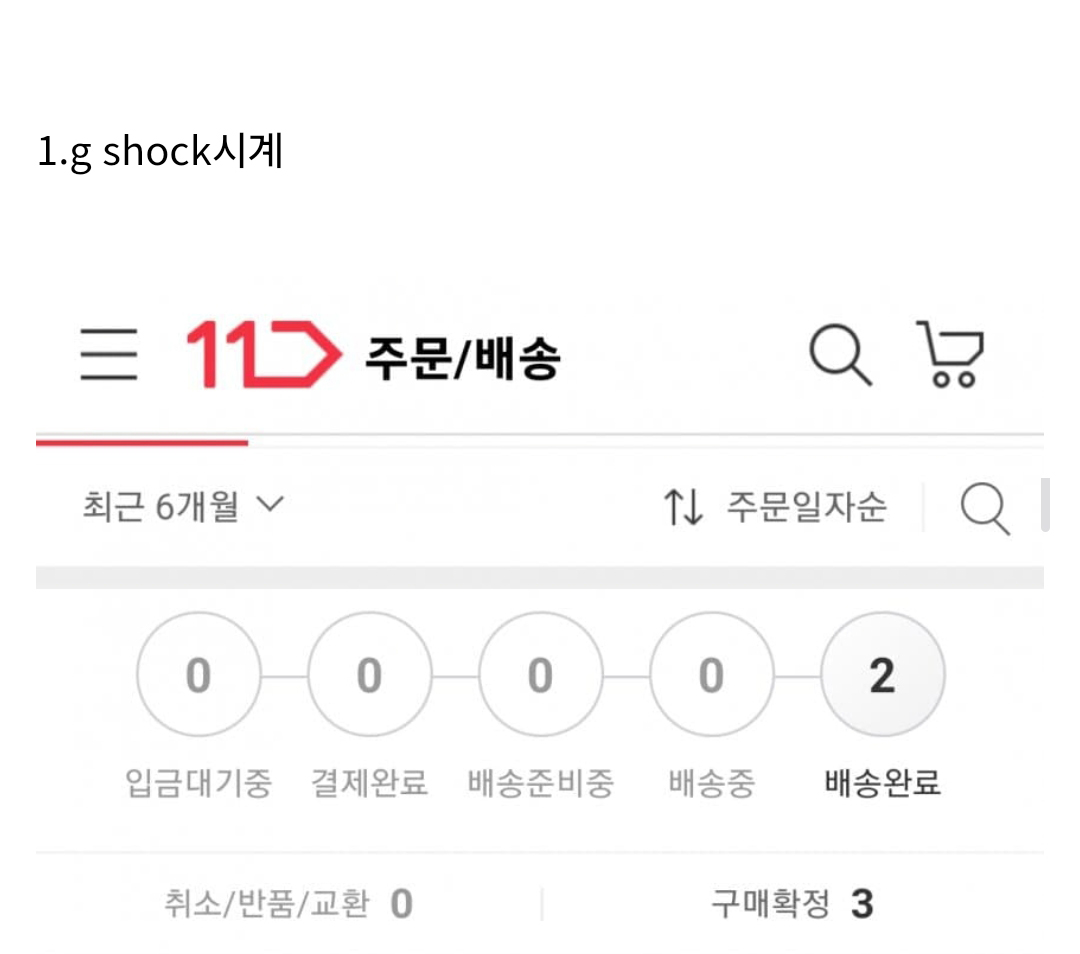 1.g shock시계
11 주문/배송
최근 6개월 주문일자순
0 0 0 0 2
입금대기중 결제완료 배송준비중 배송중 배송완료
취소/반품/교환 0 구매확정 3